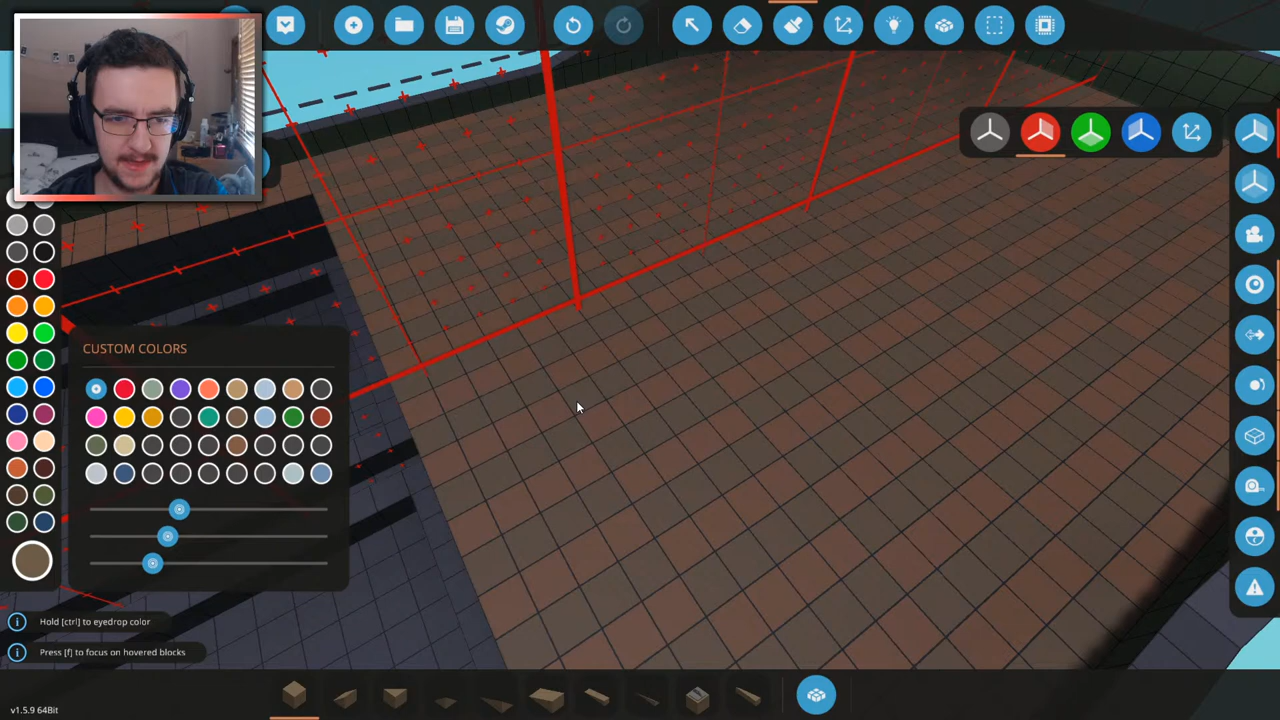 CUSTOM COLORS
Hold [ctrl] to eyedrop color
Press [f] to focus on hovered blocks
v1.5.9 64Bit